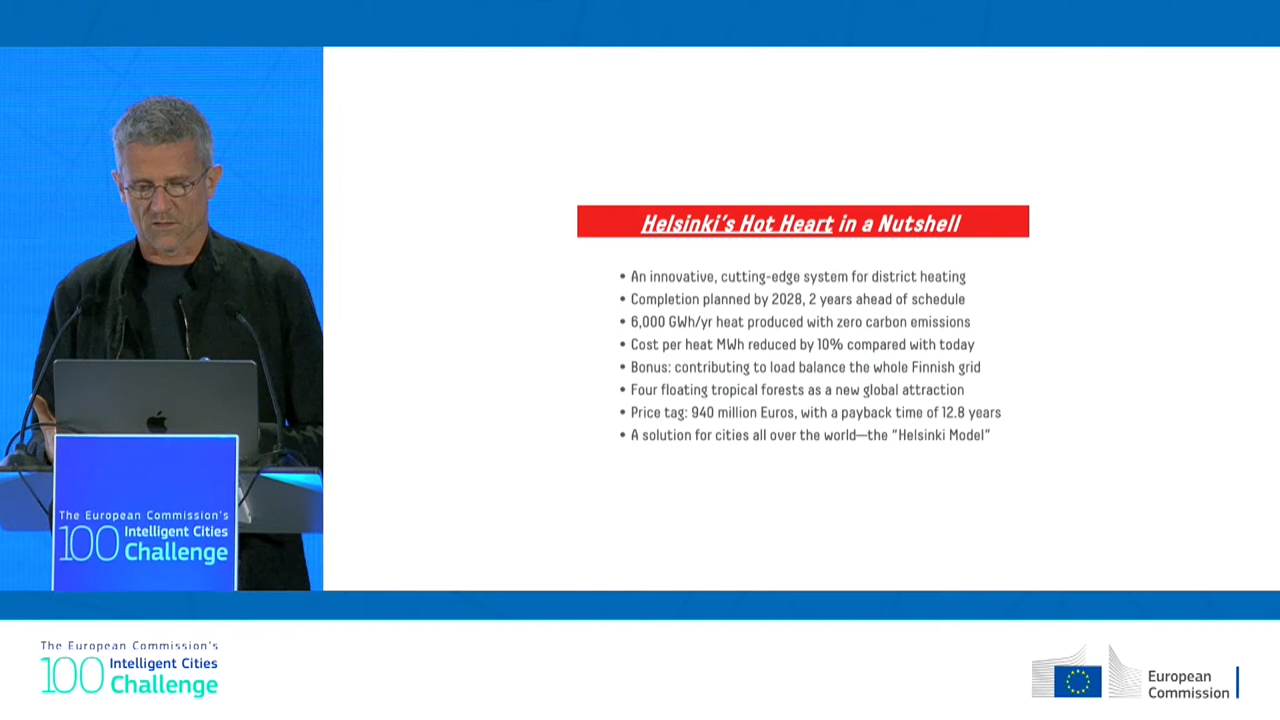 Helsinki's Hot Heart in a Nutshell
• An innovative, cutting-edge system for district heating
• Completion planned by 2028, 2 years ahead of schedule
• 6,000 GWh/yr heat produced with zero carbon emissions
• Cost per heat MWh reduced by 10% compared with today
• Bonus: contributing to load balance the whole Finnish grid
• Four floating tropical forests as a new global attraction
• Price tag: 940 million Euros, with a payback time of 12.8 years
• A solution for cities all over the world—the "Helsinki Model"
The European Commission's
100 Intelligent Cities
Challenge
The European Commission's
100 Intelligent Cities
Challenge
European
Commission